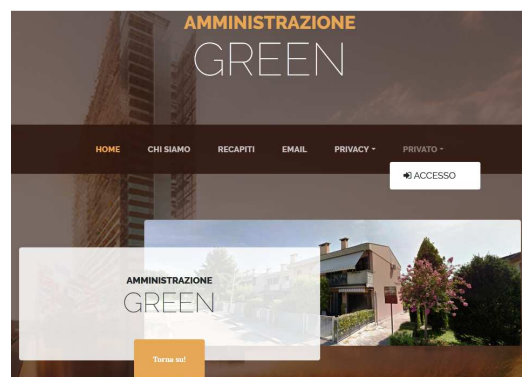 AMMINISTRAZIONE
GREEN
HOME CHI SIAMO RECAPITI EMAIL PRIVACY PRIVATO
ACCESSO
AMMINISTRAZIONE
GREEN
Torna su!